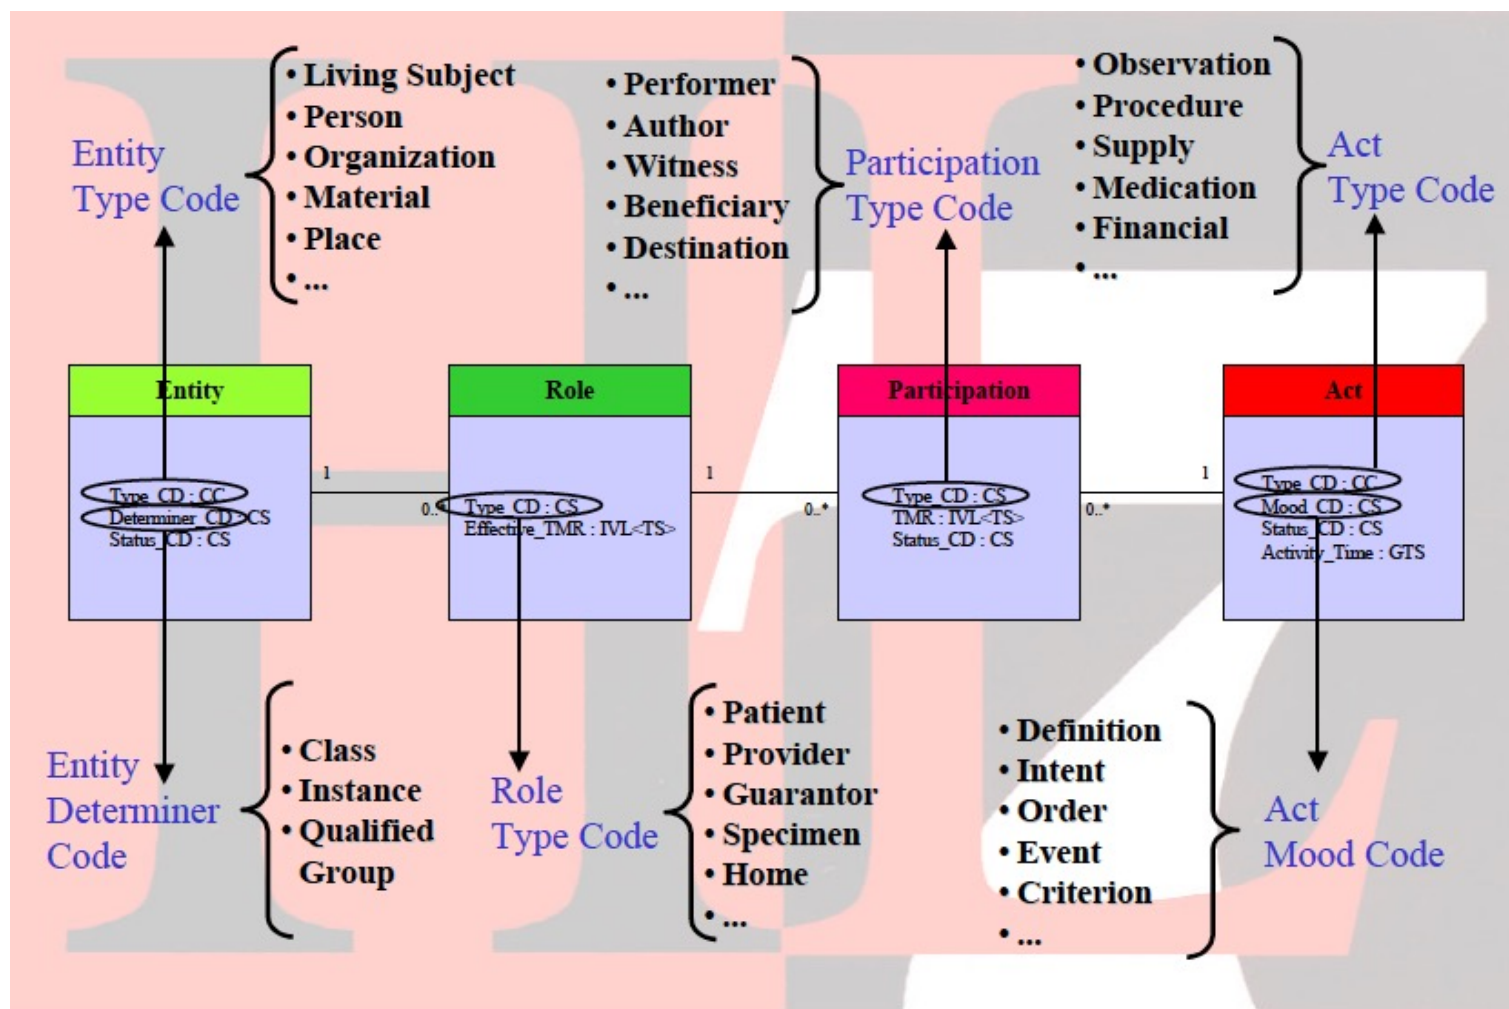 Entity
Type Code
• Living Subject
• Person
• Organization
• Material
• Place
• ...
• Performer
• Author
• Witness
• Beneficiary
• Destination
• ...
Participation
Type Code
• Observation
• Procedure
• Supply
• Medication
• Financial
• ...
Act
Type Code
Entity
Type_CD : CC
Determiner_CD : CS
Status_CD : CS
1
0..*
Role
Type_CD : CS
Effective_TMR : IVL<TS>
1
0..*
Participation
Type_CD : CS
TMR : IVL<TS>
Status_CD : CS
0..*
1
Act
Type_CD : CC
Mood_CD : CS
Status_CD : CS
Activity_Time : GTS
Entity
Determiner
Code
• Class
• Instance
• Qualified
Group
Role
Type Code
• Patient
• Provider
• Guarantor
• Specimen
• Home
• ...
• Definition
• Intent
• Order
• Event
• Criterion
• ...
Act
Mood Code
HL7